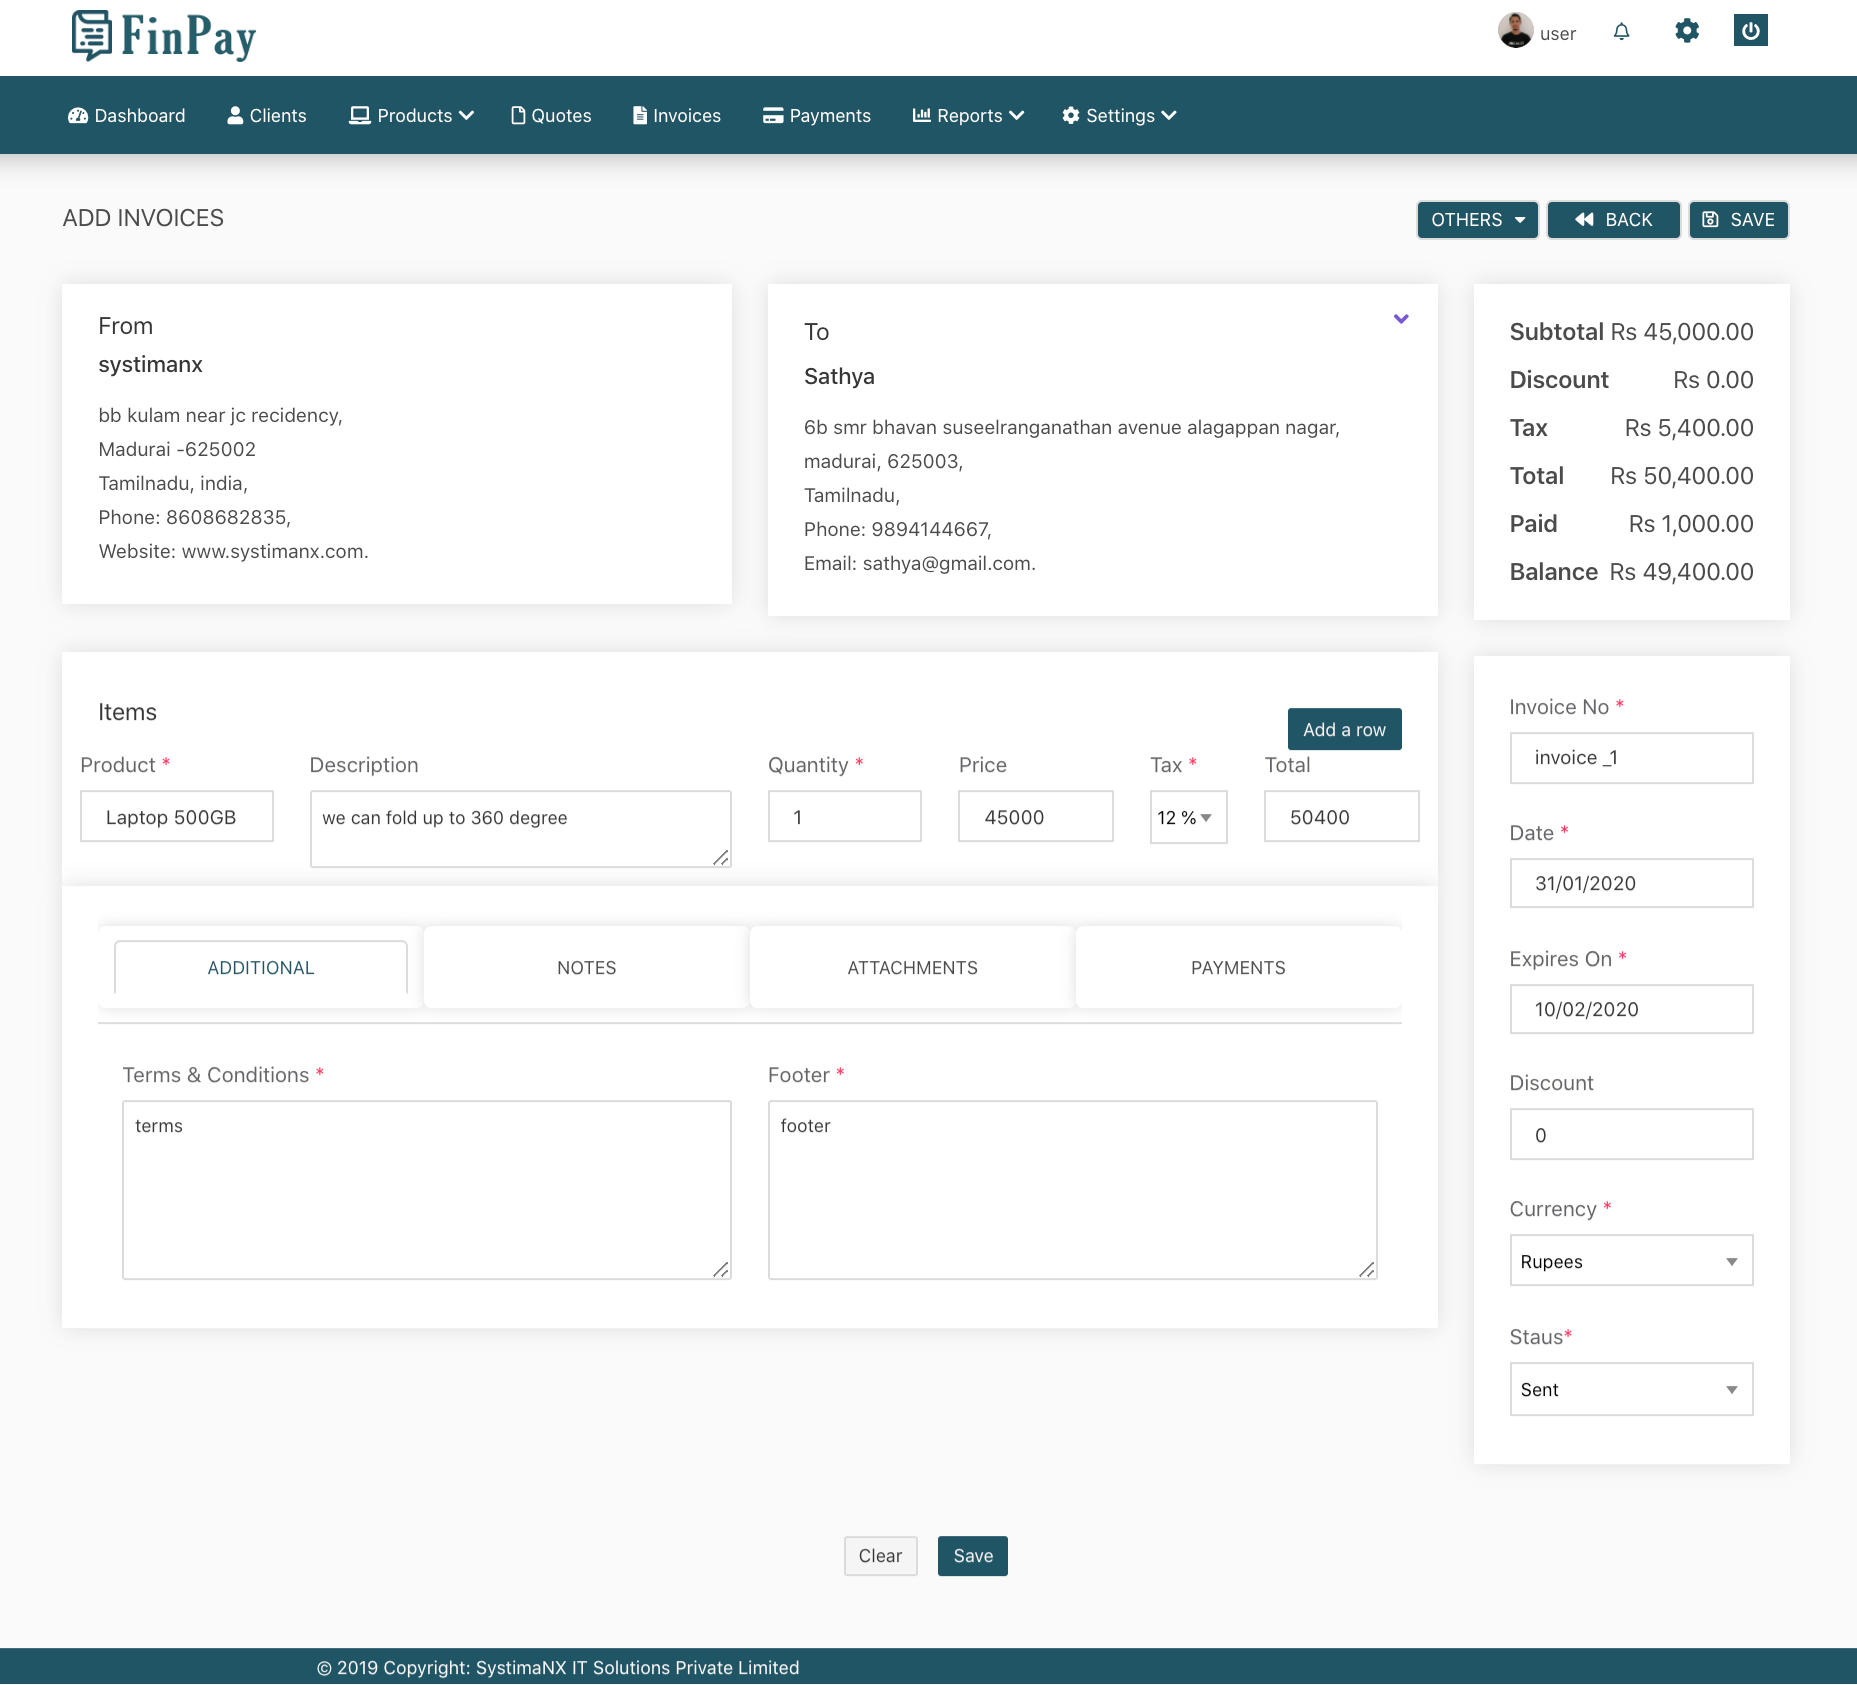 FinPay
user
Dashboard Clients Products Quotes Invoices Payments Reports Settings
ADD INVOICES
OTHERS BACK SAVE
From
systimanx
bb kulam near jc recidency,
Madurai -625002
Tamilnadu, india,
Phone: 8608682835,
Website: www.systimanx.com.
To
Sathya
6b smr bhavan suseelranganathan avenue alagappan nagar,
madurai, 625003,
Tamilnadu,
Phone: 9894144667,
Email: sathya@gmail.com.
Subtotal Rs 45,000.00
Discount Rs 0.00
Tax Rs 5,400.00
Total Rs 50,400.00
Paid Rs 1,000.00
Balance Rs 49,400.00
Items
Add a row
Product * Description Quantity * Price Tax * Total
Laptop 500GB we can fold up to 360 degree 1 45000 12 % 50400
ADDITIONAL NOTES ATTACHMENTS PAYMENTS
Terms & Conditions * Footer *
terms footer
Invoice No *
invoice _1
Date *
31/01/2020
Expires On *
10/02/2020
Discount
0
Currency *
Rupees
Staus*
Sent
Clear Save
© 2019 Copyright: SystimaNX IT Solutions Private Limited